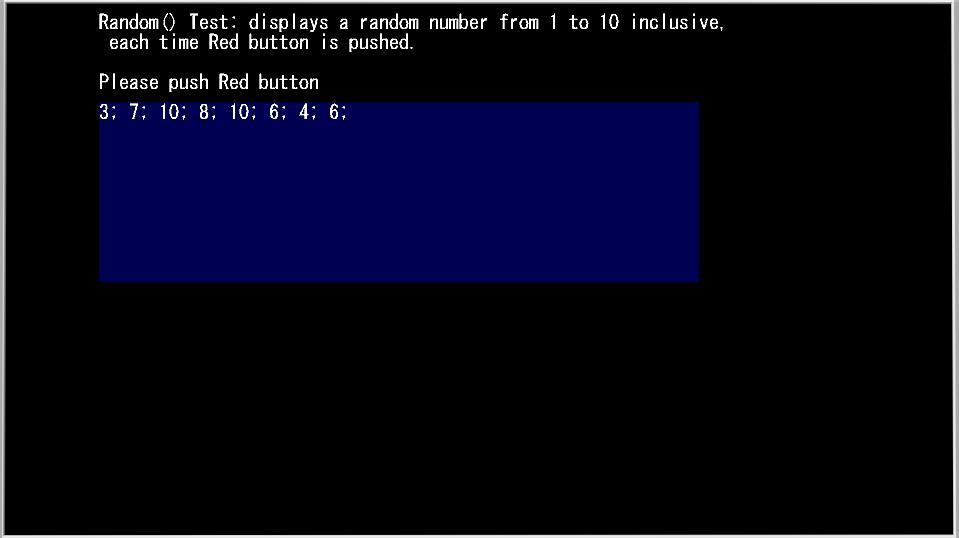 Random() Test: displays a random number from 1 to 10 inclusive,
each time Red button is pushed.
Please push Red button
3; 7; 10; 8; 10; 6; 4; 6;